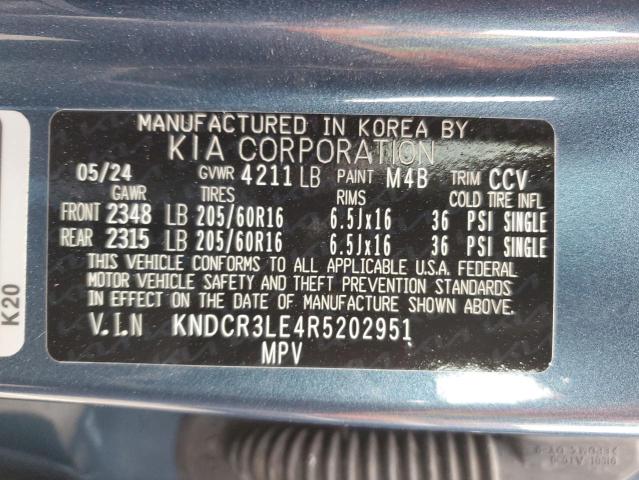 MANUFACTURED IN KOREA BY
KIA CORPORATION
05/24 GVWR 4211 LB PAINT M4B TRIM CCV
GAWR TIRES RIMS COLD TIRE INFL
FRONT 2348 LB 205/60R16 6.5Jx16 36 PSI SINGLE
REAR 2315 LB 205/60R16 6.5Jx16 36 PSI SINGLE
THIS VEHICLE CONFORMS TO ALL APPLICABLE U.S.A. FEDERAL
MOTOR VEHICLE SAFETY AND THEFT PREVENTION
STANDARDS IN EFFECT ON THE DATE OF MANUFACTURE SHOWN ABOVE.
V.I.N KNDCR3LE4R5202951
MPV
K20